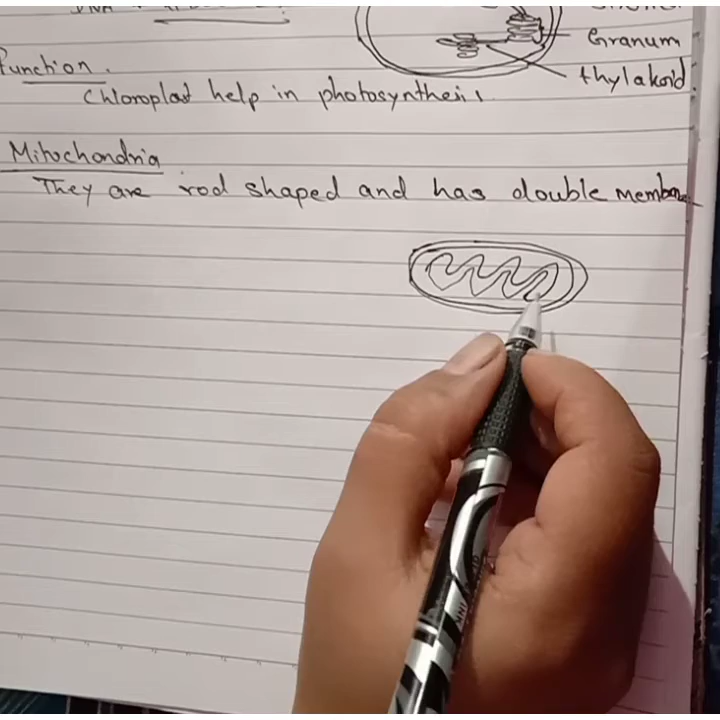 Granum
Function.
thylakoid
Chloroplast help in photosynthesis.
Mitochondria
They are rod shaped and has double Membrane